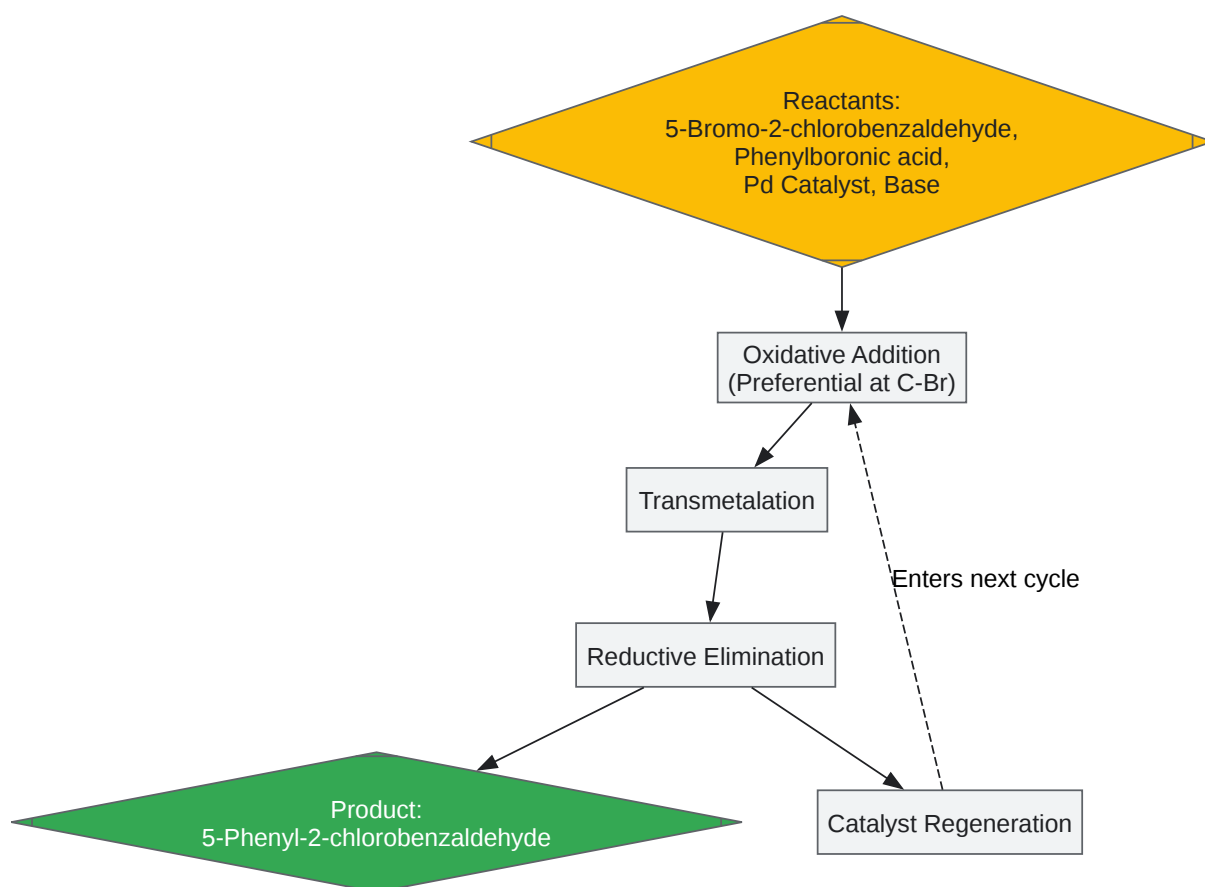 Reactants:
5-Bromo-2-chlorobenzaldehyde,
Phenylboronic acid,
Pd Catalyst, Base
Oxidative Addition
(Preferential at C-Br)
Transmetalation
Enters next cycle
Reductive Elimination
Product:
5-Phenyl-2-chlorobenzaldehyde
Catalyst Regeneration